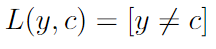 L(y, c) = [y ≠ c]